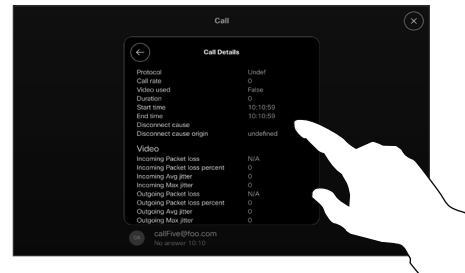 Call
Call Details
Protocol Undef
Call rate 0
Video used False
Duration 0
Start time 10:10:59
End time 10:10:59
Disconnect cause
Disconnect cause origin undefined
Video
Incoming Packet loss N/A
Incoming Packet loss percent 0
Incoming Avg jitter 0
Incoming Max jitter 0
Outgoing Packet loss N/A
Outgoing Packet loss percent 0
Outgoing Avg jitter 0
Outgoing Max jitter 0
callFive@foo.com
No answer 10:10